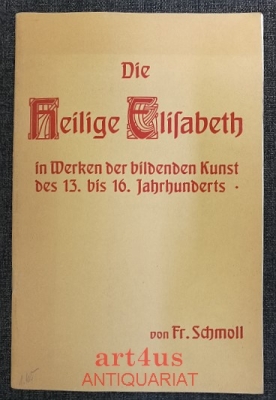 Die
Heilige Eliſabeth
in Werken der bildenden Kunst
des 13. bis 16. Jahrhunderts .
von Fr. Schmoll
art4us
ANTIQUARIAT